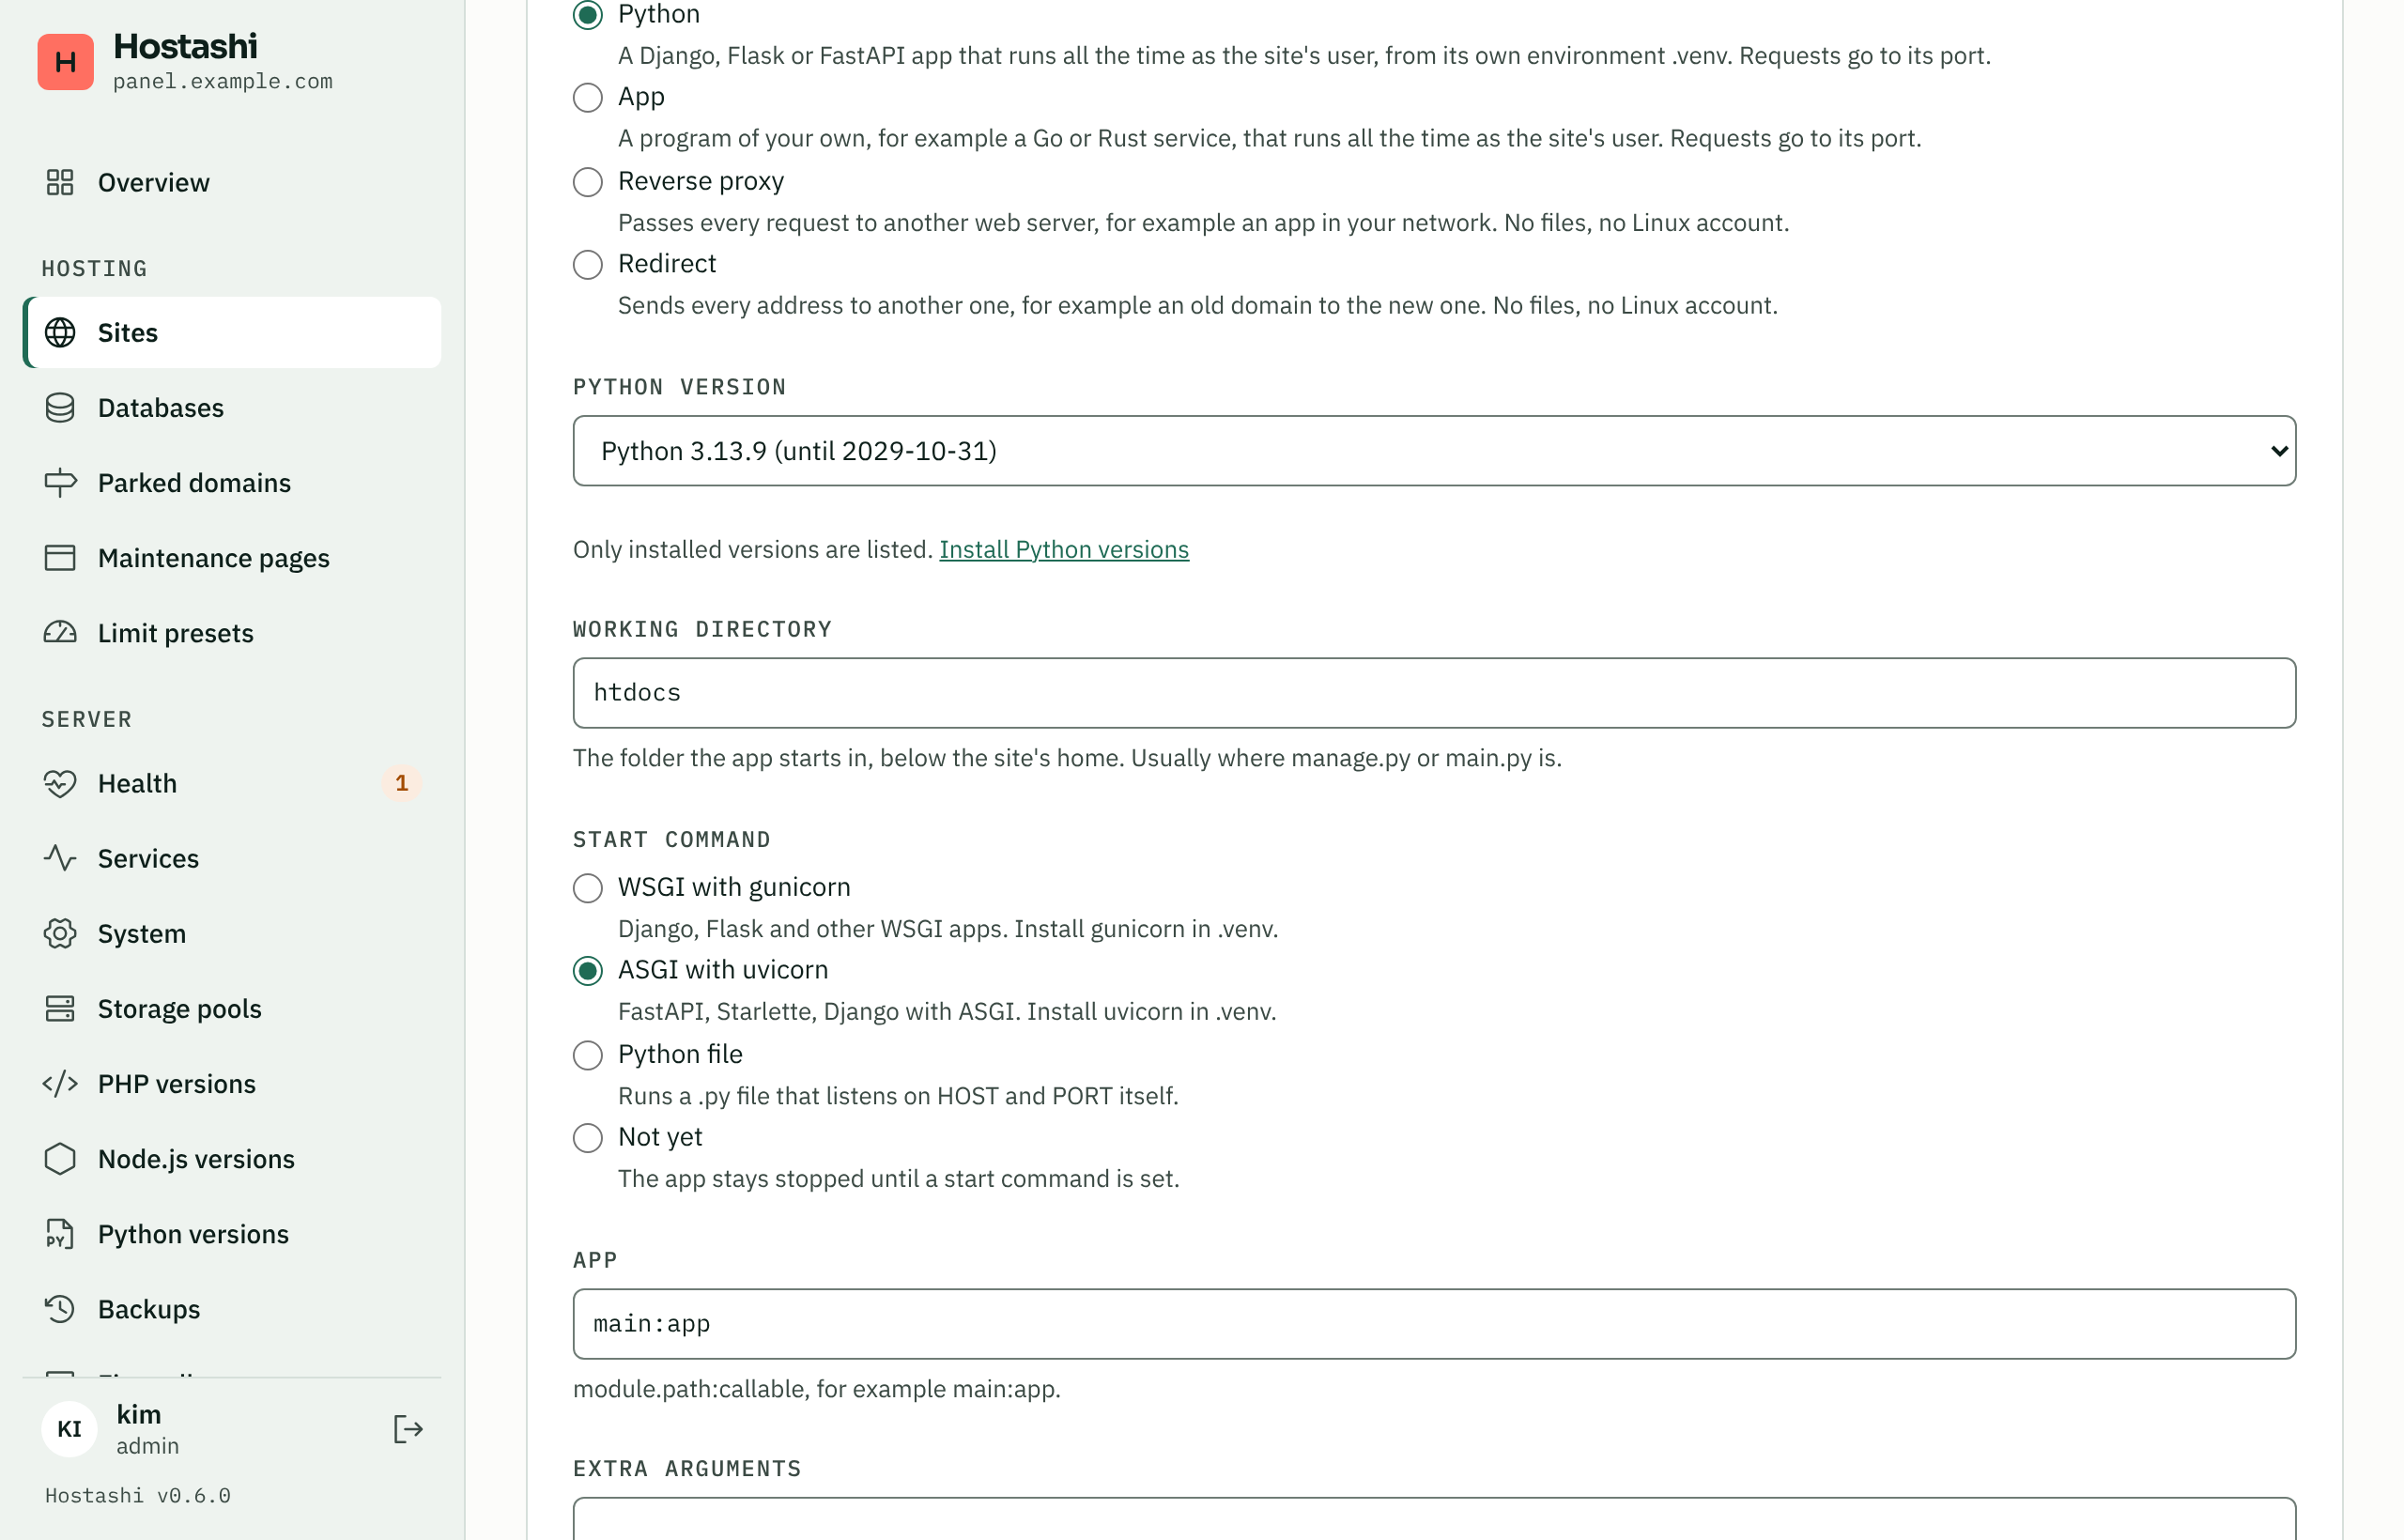 H
Hostashi
panel.example.com
Overview
HOSTING
Sites
Databases
Parked domains
Maintenance pages
Limit presets
SERVER
Health 1
Services
System
Storage pools
PHP versions
Node.js versions
PY Python versions
Backups
KI
kim
admin
Hostashi v0.6.0
Python
A Django, Flask or FastAPI app that runs all the time as the site's user, from its own environment .venv. Requests go to its port.
App
A program of your own, for example a Go or Rust service, that runs all the time as the site's user. Requests go to its port.
Reverse proxy
Passes every request to another web server, for example an app in your network. No files, no Linux account.
Redirect
Sends every address to another one, for example an old domain to the new one. No files, no Linux account.
PYTHON VERSION
Python 3.13.9 (until 2029-10-31)
Only installed versions are listed. Install Python versions
WORKING DIRECTORY
htdocs
The folder the app starts in, below the site's home. Usually where manage.py or main.py is.
START COMMAND
WSGI with gunicorn
Django, Flask and other WSGI apps. Install gunicorn in .venv.
ASGI with uvicorn
FastAPI, Starlette, Django with ASGI. Install uvicorn in .venv.
Python file
Runs a .py file that listens on HOST and PORT itself.
Not yet
The app stays stopped until a start command is set.
APP
main:app
module.path:callable, for example main:app.
EXTRA ARGUMENTS